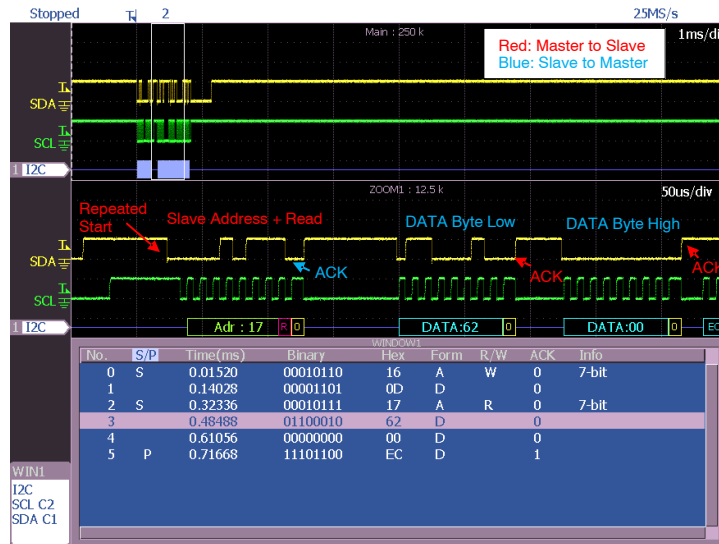 Stopped T 2 25MS/s
Main : 250 k 1ms/di
Red: Master to Slave
Blue: Slave to Master
T
SDA
T
SCL
1 I2C
ZOOM1 : 12.5 k 50us/div
Repeated
Start
Slave Address + Read
DATA Byte Low
DATA Byte High
T
SDA
ACK
ACK
ACK
T
SCL
1 I2C Adr : 17 R 0 DATA:62 0 DATA:00 0 EC
WINDOW1
No. S/P Time(ms) Binary Hex Form R/W ACK Info
0 S 0.01520 00010110 16 A W 0 7-bit
1 0.14028 00001101 0D D 0
2 S 0.32336 00010111 17 A R 0 7-bit
3 0.48488 01100010 62 D 0
4 0.61056 00000000 00 D 0
5 P 0.71668 11101100 EC D 1
WIN1
I2C
SCL C2
SDA C1